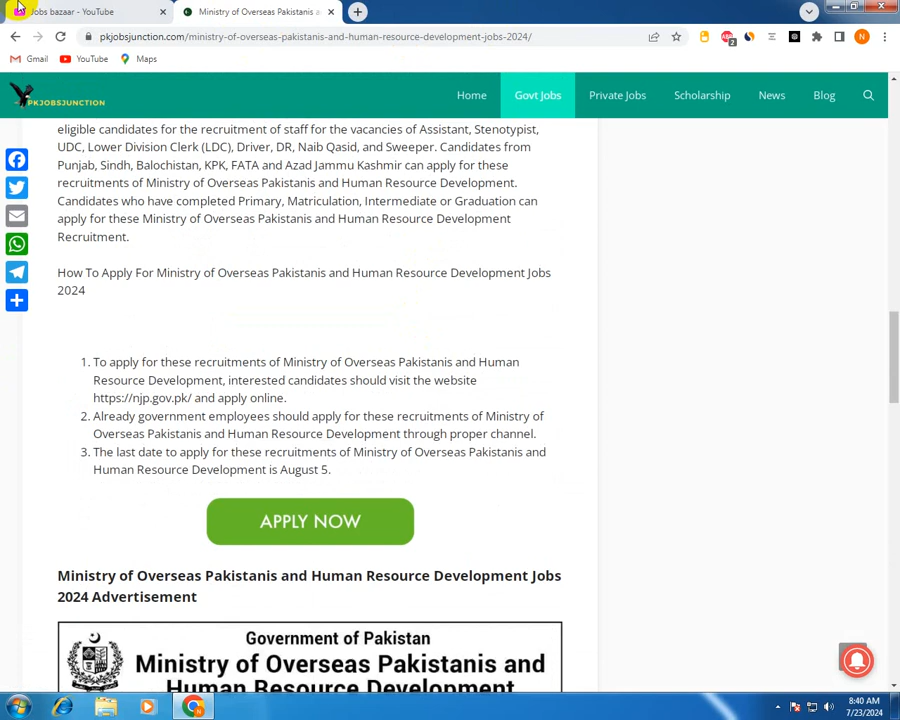 Jobs bazaar - YouTube
Ministry of Overseas Pakistanis a
pkjobsjunction.com/ministry-of-overseas-pakistanis-and-human-resource-development-jobs-2024/
2
N
Gmail
YouTube
Maps
PKJOBSJUNCTION
Home
Govt Jobs
Private Jobs
Scholarship
News
Blog
eligible candidates for the recruitment of staff for the vacancies of Assistant, Stenotypist,
UDC, Lower Division Clerk (LDC), Driver, DR, Naib Qasid, and Sweeper. Candidates from
Punjab, Sindh, Balochistan, KPK, FATA and Azad Jammu Kashmir can apply for these
recruitments of Ministry of Overseas Pakistanis and Human Resource Development.
Candidates who have completed Primary, Matriculation, Intermediate or Graduation can
apply for these Ministry of Overseas Pakistanis and Human Resource Development
Recruitment.
How To Apply For Ministry of Overseas Pakistanis and Human Resource Development Jobs
2024
1. To apply for these recruitments of Ministry of Overseas Pakistanis and Human
Resource Development, interested candidates should visit the website
https://njp.gov.pk/ and apply online.
2. Already government employees should apply for these recruitments of Ministry of
Overseas Pakistanis and Human Resource Development through proper channel.
3. The last date to apply for these recruitments of Ministry of Overseas Pakistanis and
Human Resource Development is August 5.
APPLY NOW
Ministry of Overseas Pakistanis and Human Resource Development Jobs
2024 Advertisement
Government of Pakistan
Ministry of Overseas Pakistanis and
Human Resource Development
8:40 AM
7/23/2024